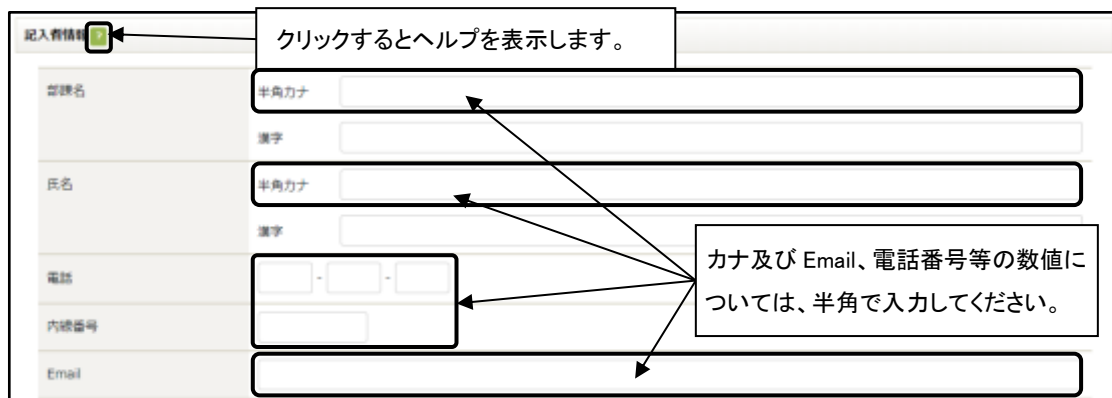 記入者情報 ?
クリックするとヘルプを表示します。
部課名
半角カナ
漢字
氏名
半角カナ
漢字
カナ及び Email、電話番号等の数値に
ついては、半角で入力してください。
電話
- -
内線番号
Email